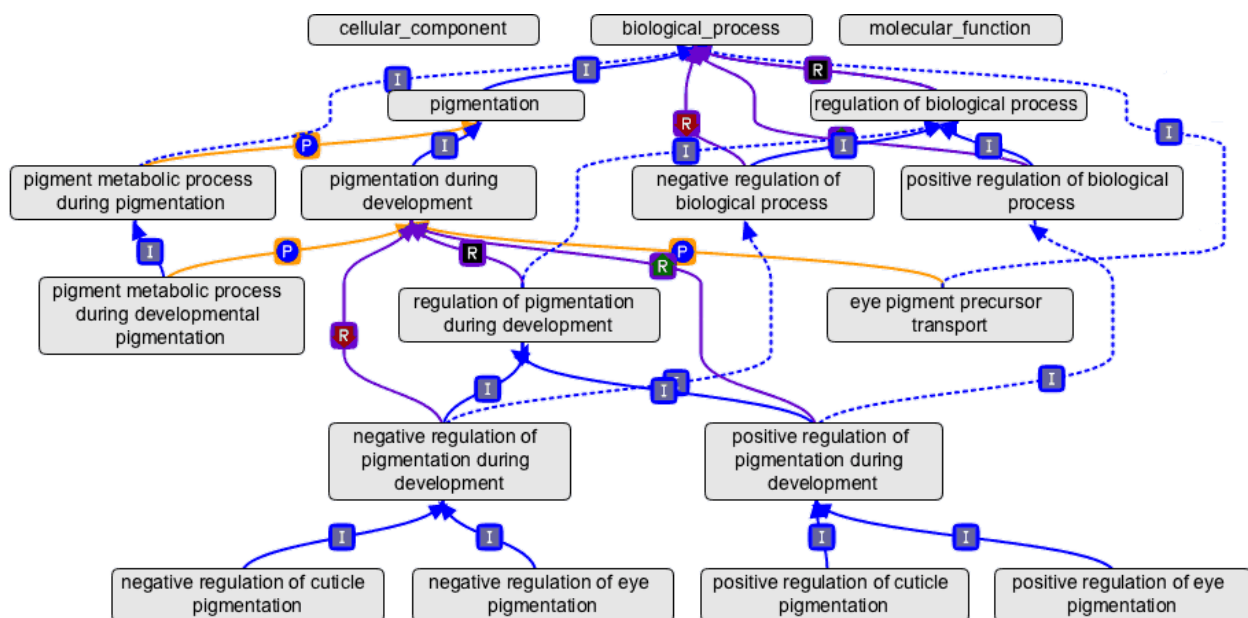 cellular_component
biological_process
molecular_function
I
I
R
I
pigmentation
regulation of biological process
R
P
I
I
I
I
pigment metabolic process
during pigmentation
pigmentation during
development
negative regulation of
biological process
positive regulation of biological
process
I
P
R
R
P
pigment metabolic process
during developmental
pigmentation
regulation of pigmentation
during development
eye pigment precursor
transport
R
I
I
I
I
negative regulation of
pigmentation during
development
positive regulation of
pigmentation during
development
I
I
I
I
negative regulation of cuticle
pigmentation
negative regulation of eye
pigmentation
positive regulation of cuticle
pigmentation
positive regulation of eye
pigmentation